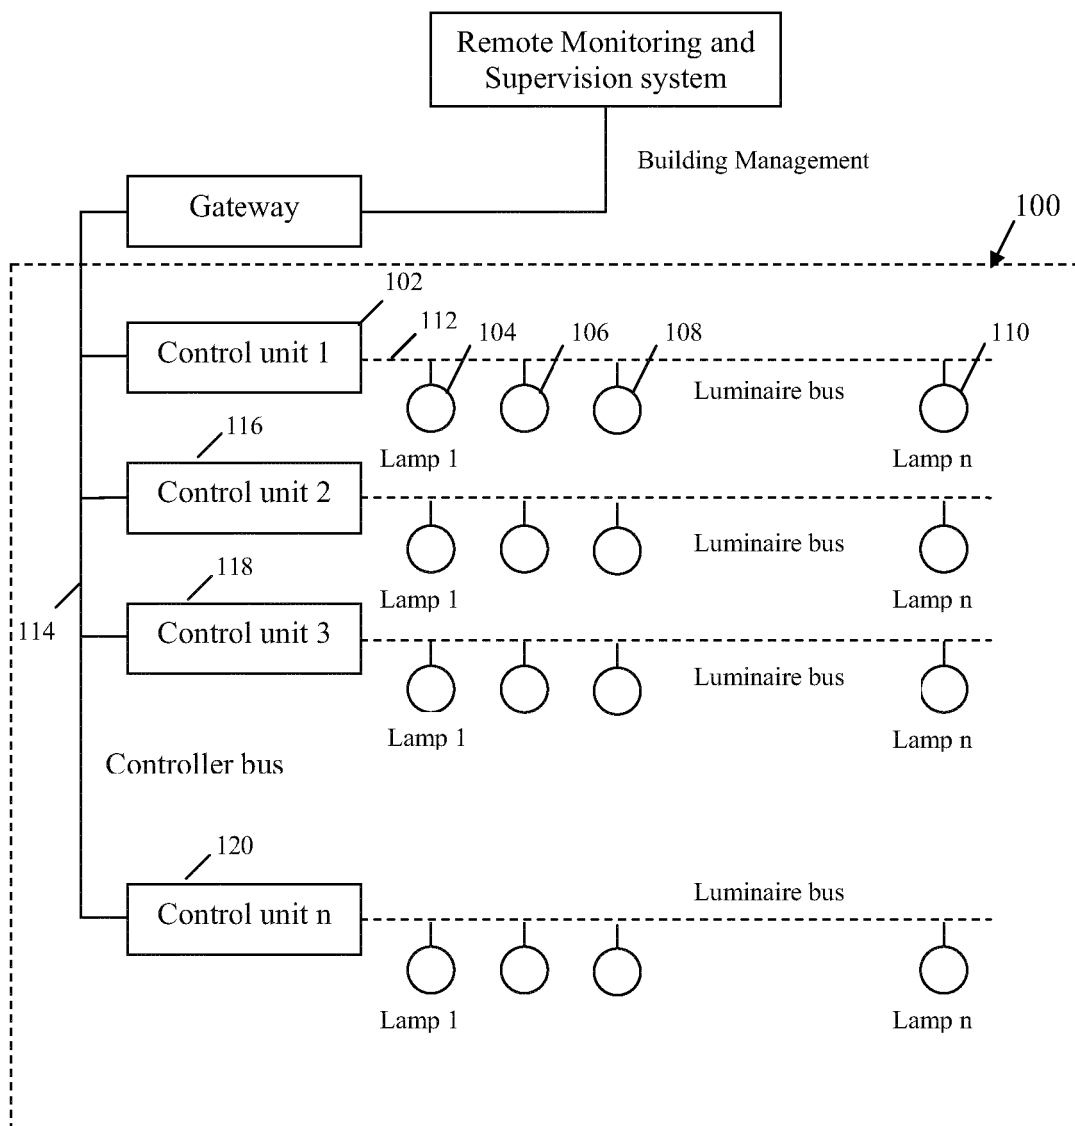 Remote Monitoring and
Supervision system
Building Management
Gateway
100
102
Control unit 1
112
104
106
108
110
Luminaire bus
Lamp 1
Lamp n
116
Control unit 2
Luminaire bus
Lamp 1
Lamp n
118
Control unit 3
114
Luminaire bus
Lamp 1
Lamp n
Controller bus
120
Control unit n
Luminaire bus
Lamp 1
Lamp n